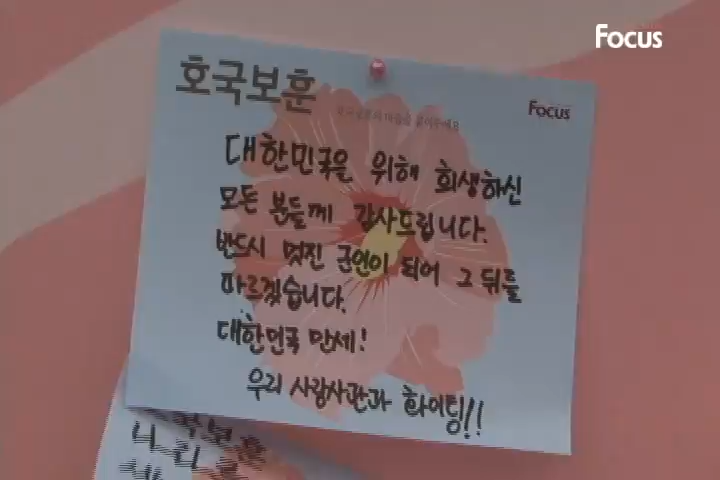 Focus
호국보훈
Focus
대한민국을 위해 희생하신
모든 분들께 감사드립니다.
반드시 멋진 군인이 되어 그 뒤를
따르겠습니다.
대한민국 만세!
우리 사랑사관과 화이팅!!